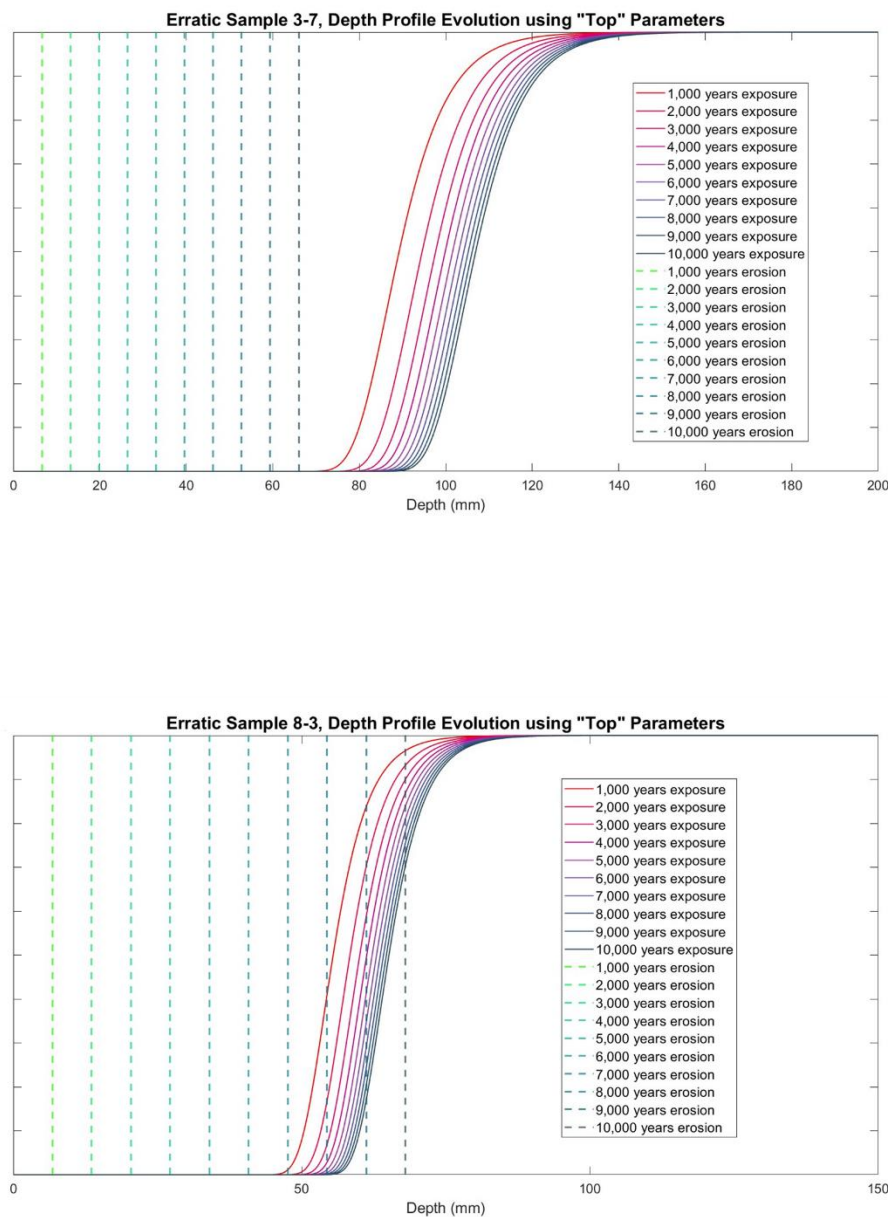 Erratic Sample 3-7, Depth Profile Evolution using "Top" Parameters
1,000 years exposure
2,000 years exposure
3,000 years exposure
4,000 years exposure
5,000 years exposure
6,000 years exposure
7,000 years exposure
8,000 years exposure
9,000 years exposure
10,000 years exposure
1,000 years erosion
2,000 years erosion
3,000 years erosion
4,000 years erosion
5,000 years erosion
6,000 years erosion
7,000 years erosion
8,000 years erosion
9,000 years erosion
10,000 years erosion
0 20 40 60 80 100 120 140 160 180 200
Depth (mm)
Erratic Sample 8-3, Depth Profile Evolution using "Top" Parameters
1,000 years exposure
2,000 years exposure
3,000 years exposure
4,000 years exposure
5,000 years exposure
6,000 years exposure
7,000 years exposure
8,000 years exposure
9,000 years exposure
10,000 years exposure
1,000 years erosion
2,000 years erosion
3,000 years erosion
4,000 years erosion
5,000 years erosion
6,000 years erosion
7,000 years erosion
8,000 years erosion
9,000 years erosion
10,000 years erosion
0 50 100 150
Depth (mm)